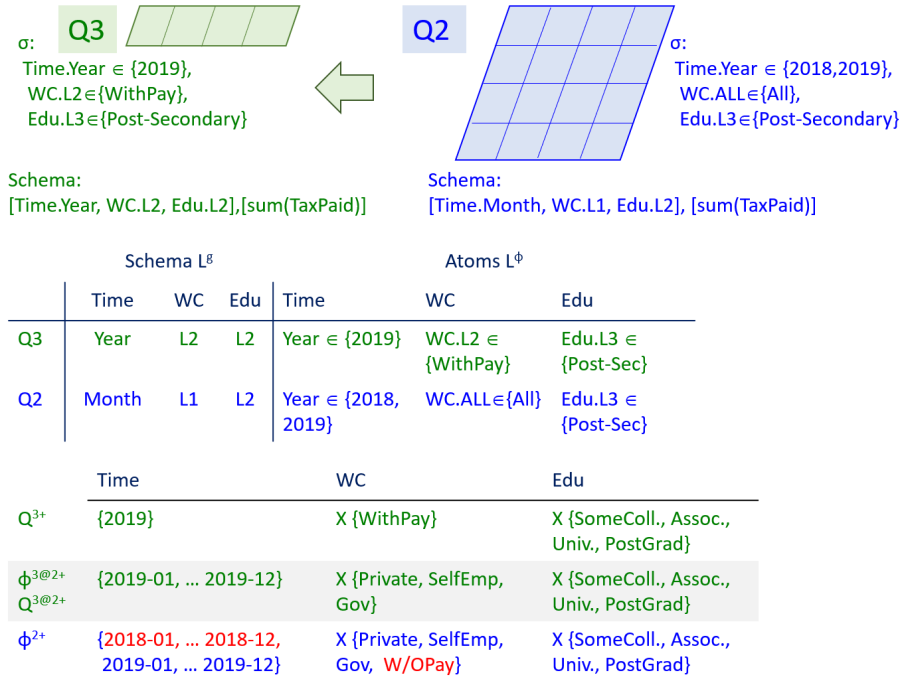 Q3
σ:
Time.Year ∈ {2019},
WC.L2∈{WithPay},
Edu.L3∈{Post-Secondary}
Q2
σ:
Time.Year ∈ {2018,2019},
WC.ALL∈{All},
Edu.L3∈{Post-Secondary}
Schema:
[Time.Year, WC.L2, Edu.L2],[sum(TaxPaid)]
Schema:
[Time.Month, WC.L1, Edu.L2], [sum(TaxPaid)]
Schema Lᵍ Atoms Lᶲ
Time WC Edu Time WC Edu
Q3 Year L2 L2 Year ∈ {2019} WC.L2 ∈ Edu.L3 ∈
{WithPay} {Post-Sec}
Q2 Month L1 L2 Year ∈ {2018, WC.ALL∈{All} Edu.L3 ∈
2019} {Post-Sec}
Time WC Edu
Q³⁺ {2019} X {WithPay} X {SomeColl., Assoc.,
Univ., PostGrad}
ϕ³@²⁺ {2019-01, … 2019-12} X {Private, SelfEmp, X {SomeColl., Assoc.,
Q³@²⁺ Gov} Univ., PostGrad}
ϕ²⁺ {2018-01, … 2018-12, X {Private, SelfEmp, X {SomeColl., Assoc.,
2019-01, … 2019-12} Gov, W/OPay} Univ., PostGrad}